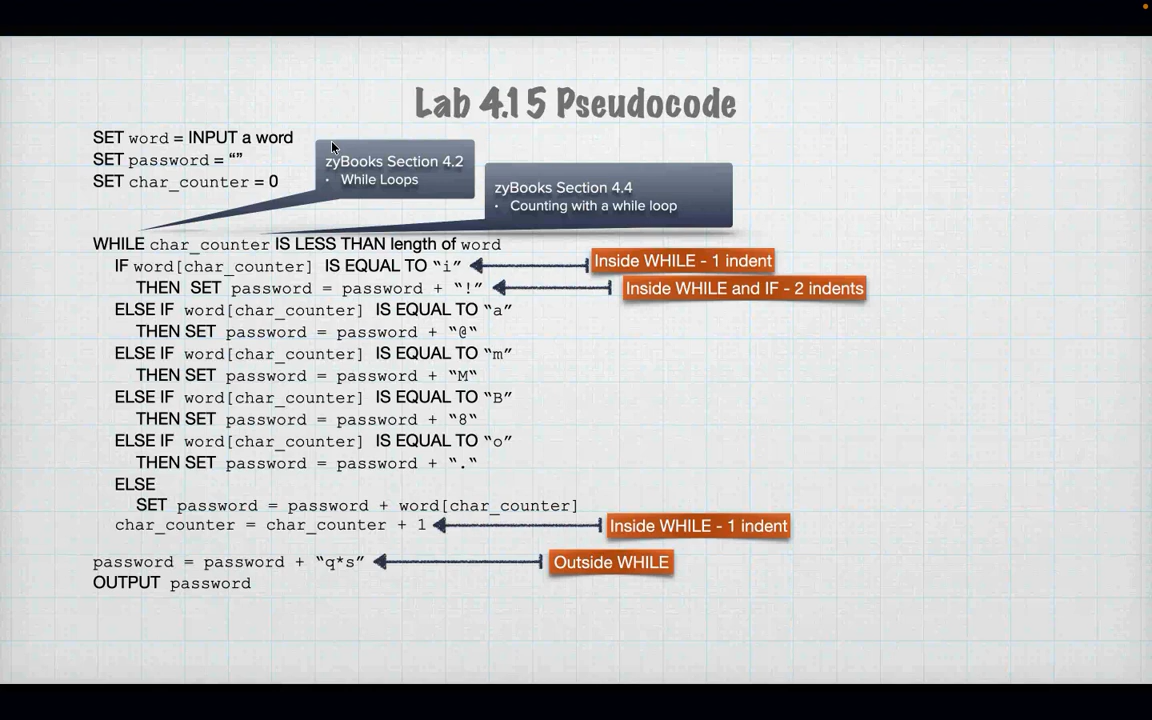 Lab 4.15 Pseudocode
SET word = INPUT a word
SET password = “”
SET char_counter = 0
zyBooks Section 4.2
• While Loops
zyBooks Section 4.4
• Counting with a while loop
WHILE char_counter IS LESS THAN length of word
IF word[char_counter] IS EQUAL TO “i”
Inside WHILE - 1 indent
THEN SET password = password + “!”
Inside WHILE and IF - 2 indents
ELSE IF word[char_counter] IS EQUAL TO “a”
THEN SET password = password + “@“
ELSE IF word[char_counter] IS EQUAL TO “m”
THEN SET password = password + “M“
ELSE IF word[char_counter] IS EQUAL TO “B”
THEN SET password = password + “8“
ELSE IF word[char_counter] IS EQUAL TO “o”
THEN SET password = password + “.“
ELSE
SET password = password + word[char_counter]
char_counter = char_counter + 1
Inside WHILE - 1 indent
password = password + “q*s”
Outside WHILE
OUTPUT password